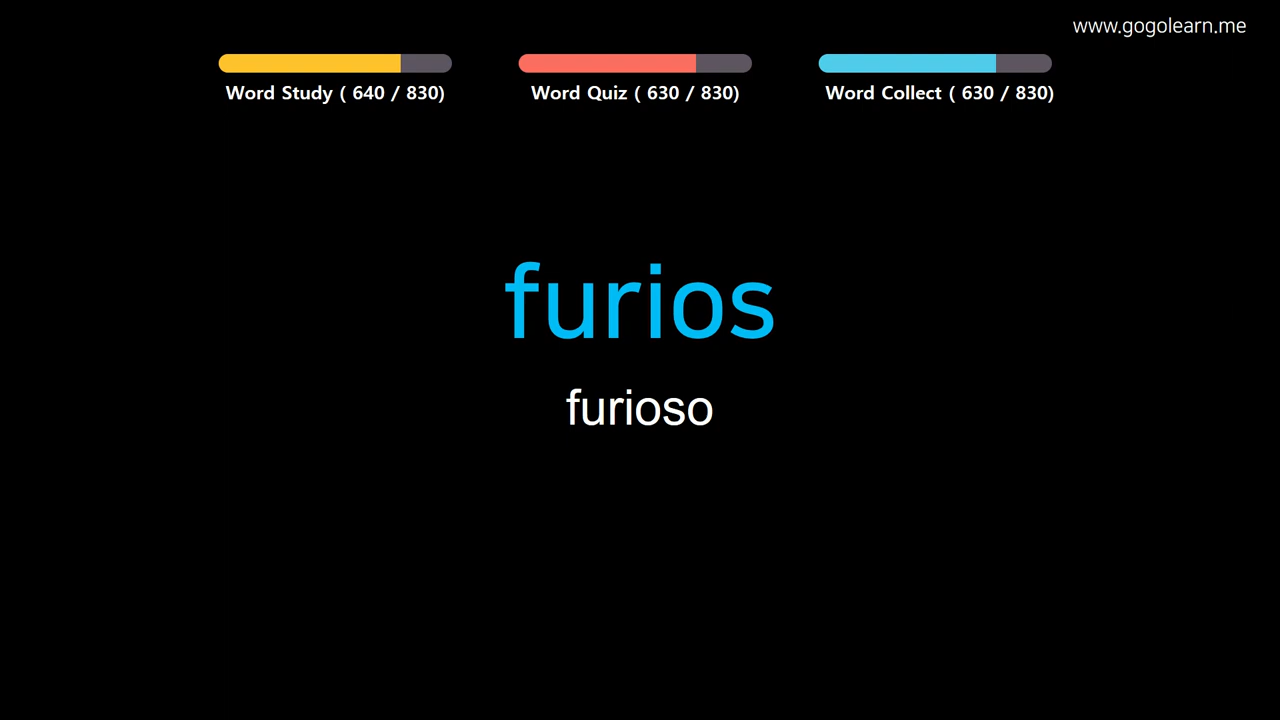 www.gogolearn.me
Word Study ( 640 / 830)
Word Quiz ( 630 / 830)
Word Collect ( 630 / 830)
furios
furioso